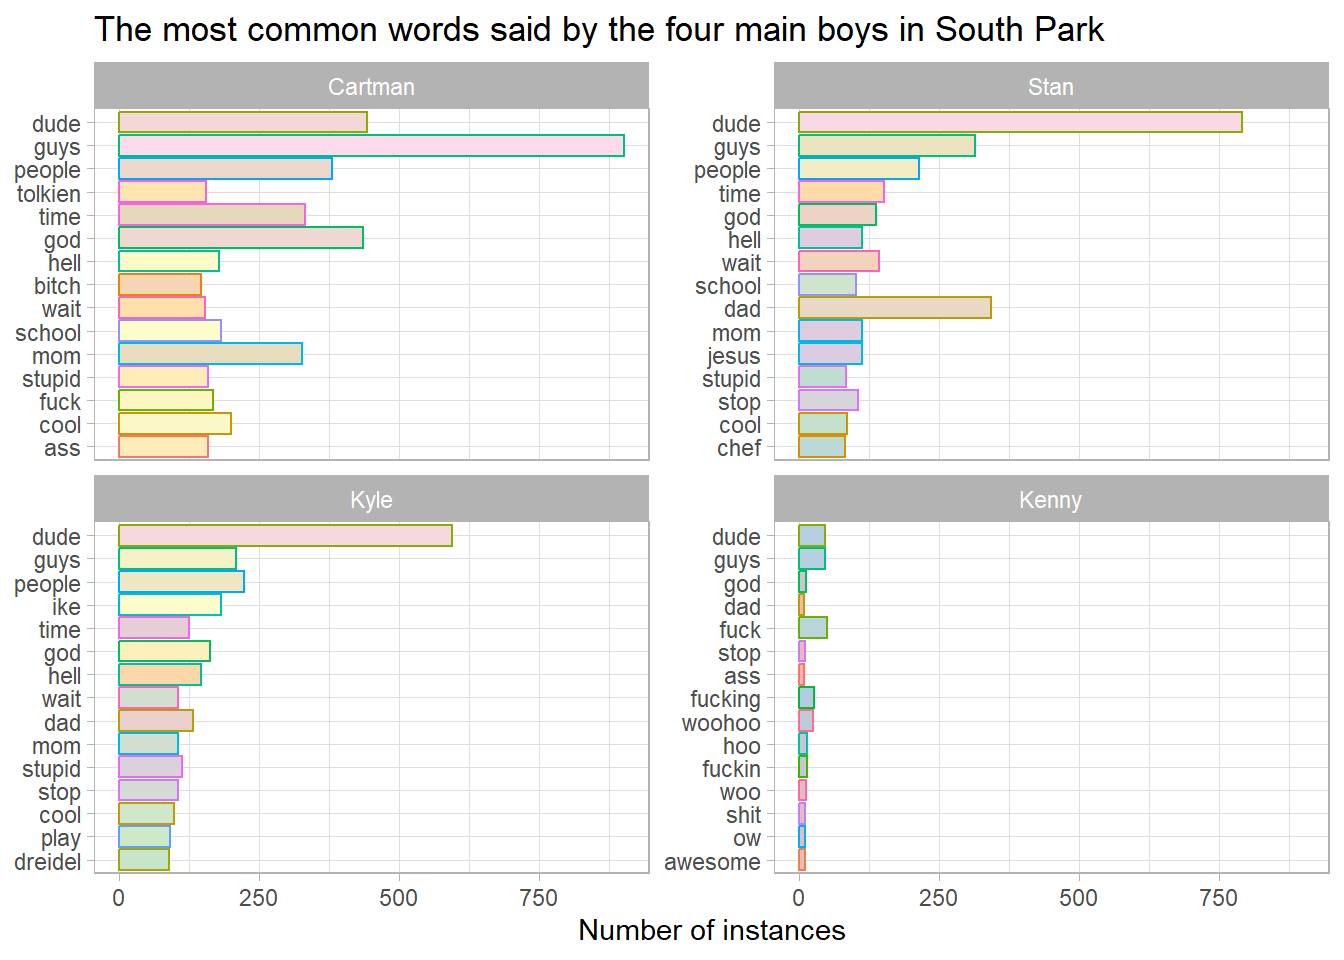 The most common words said by the four main boys in South Park
Cartman
dude
guys
people
tolkien
time
god
hell
bitch
wait
school
mom
stupid
fuck
cool
ass
Stan
dude
guys
people
time
god
hell
wait
school
dad
mom
jesus
stupid
stop
cool
chef
Kyle
dude
guys
people
ike
time
god
hell
wait
dad
mom
stupid
stop
cool
play
dreidel
0 250 500 750
Kenny
dude
guys
god
dad
fuck
stop
ass
fucking
woohoo
hoo
fuckin
woo
shit
ow
awesome
0 250 500 750
Number of instances